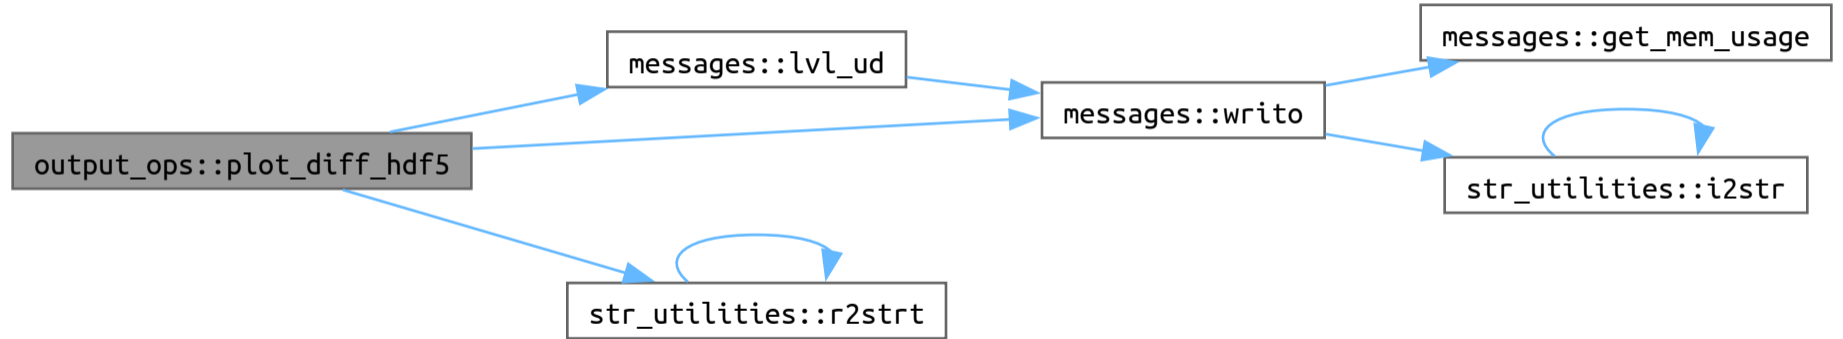 messages::get_mem_usage
messages::lvl_ud
messages::writo
output_ops::plot_diff_hdf5
str_utilities::i2str
str_utilities::r2strt